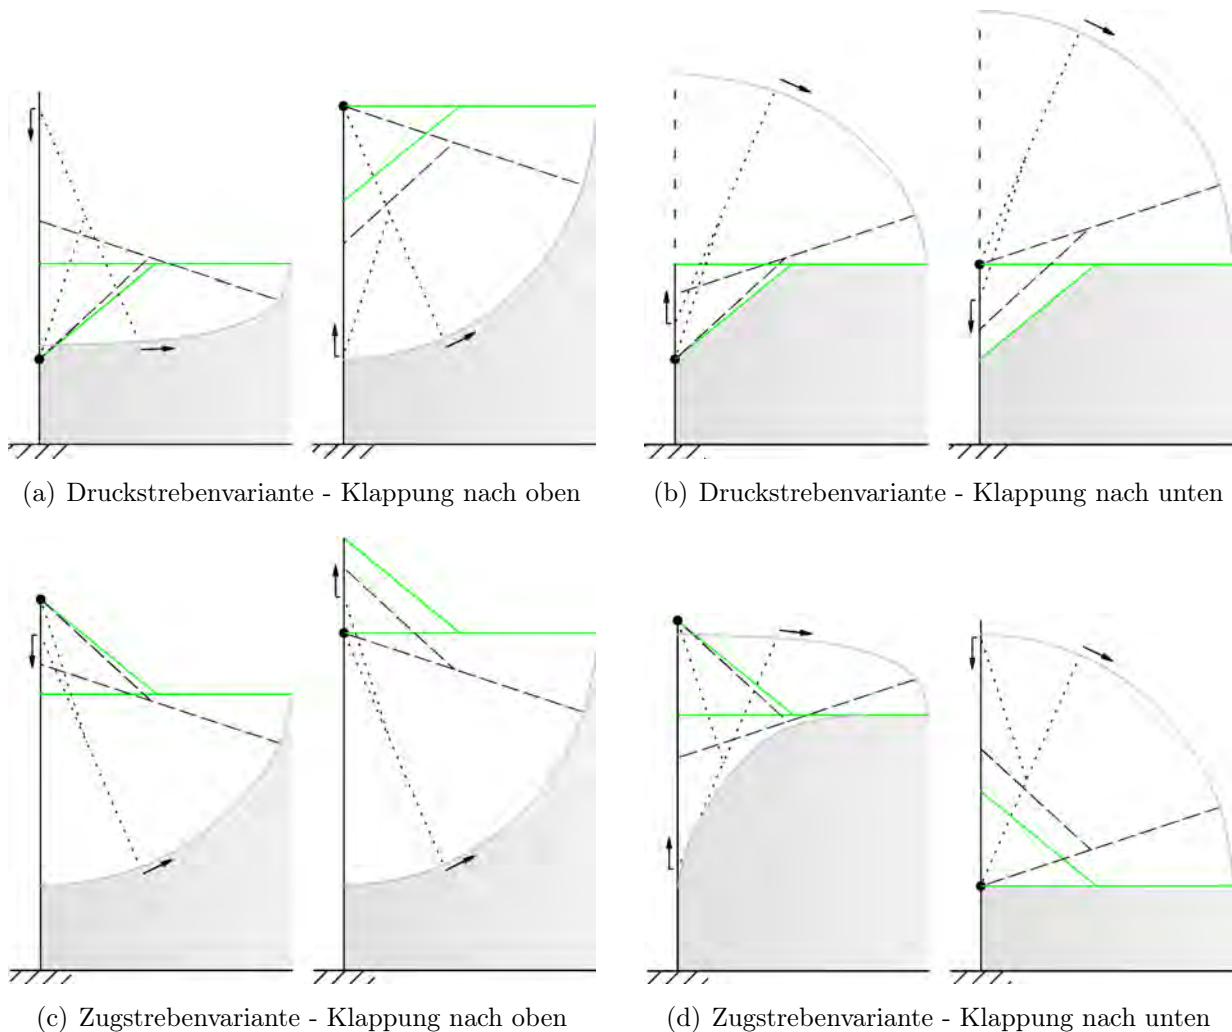 (a) Druckstrebenvariante - Klappung nach oben
(b) Druckstrebenvariante - Klappung nach unten
(c) Zugstrebenvariante - Klappung nach oben
(d) Zugstrebenvariante - Klappung nach unten